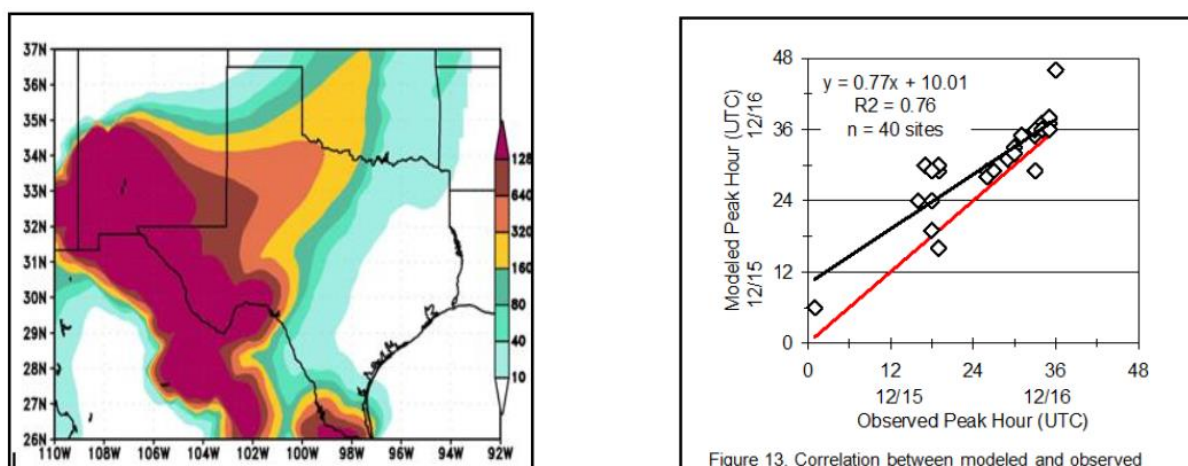 37N
36N
35N
34N
33N
32N
31N
30N
29N
28N
27N
26N
110W 108W 106W 104W 102W 100W 98W 96W 94W 92W
128
640
320
160
80
40
10
48
36
24
12
0
Modeled Peak Hour (UTC)
12/15 12/16
y = 0.77x + 10.01
R2 = 0.76
n = 40 sites
0 12 24 36 48
12/15 12/16
Observed Peak Hour (UTC)
Figure 13. Correlation between modeled and observed